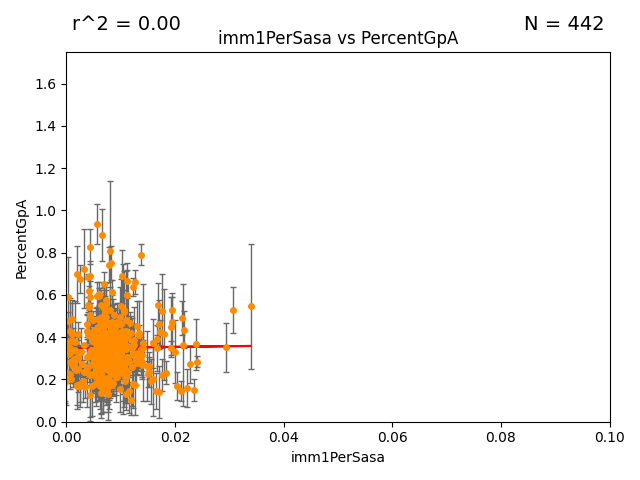 r^2 = 0.00
N = 442
imm1PerSasa vs PercentGpA
PercentGpA
1.6
1.4
1.2
1.0
0.8
0.6
0.4
0.2
0.0
0.00 0.02 0.04 0.06 0.08 0.10
imm1PerSasa